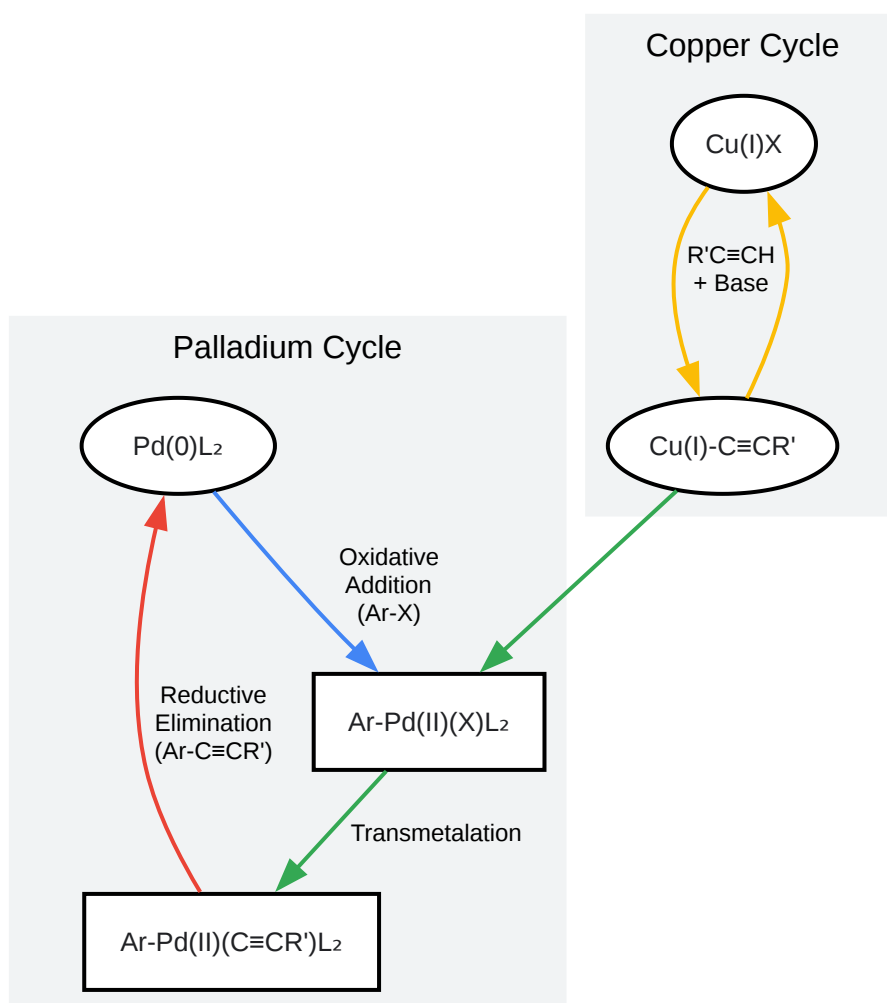 Copper Cycle
Cu(I)X
R'C≡CH
+ Base
Cu(I)-C≡CR'
Palladium Cycle
Pd(0)L₂
Oxidative
Addition
(Ar-X)
Ar-Pd(II)(X)L₂
Reductive
Elimination
(Ar-C≡CR')
Transmetalation
Ar-Pd(II)(C≡CR')L₂